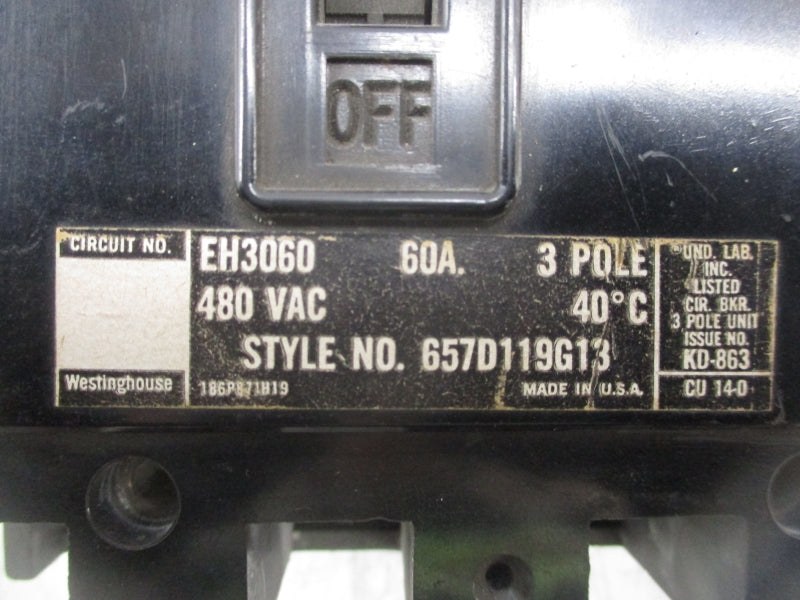 OFF
CIRCUIT NO.
Westinghouse
EH3060 60A. 3 POLE
480 VAC 40°C
STYLE NO. 657D119G13
186P871H19 MADE IN U.S.A.
UND. LAB.
INC.
LISTED
CIR. BKR.
3 POLE UNIT
ISSUE NO.
KD-863
CU 14-0